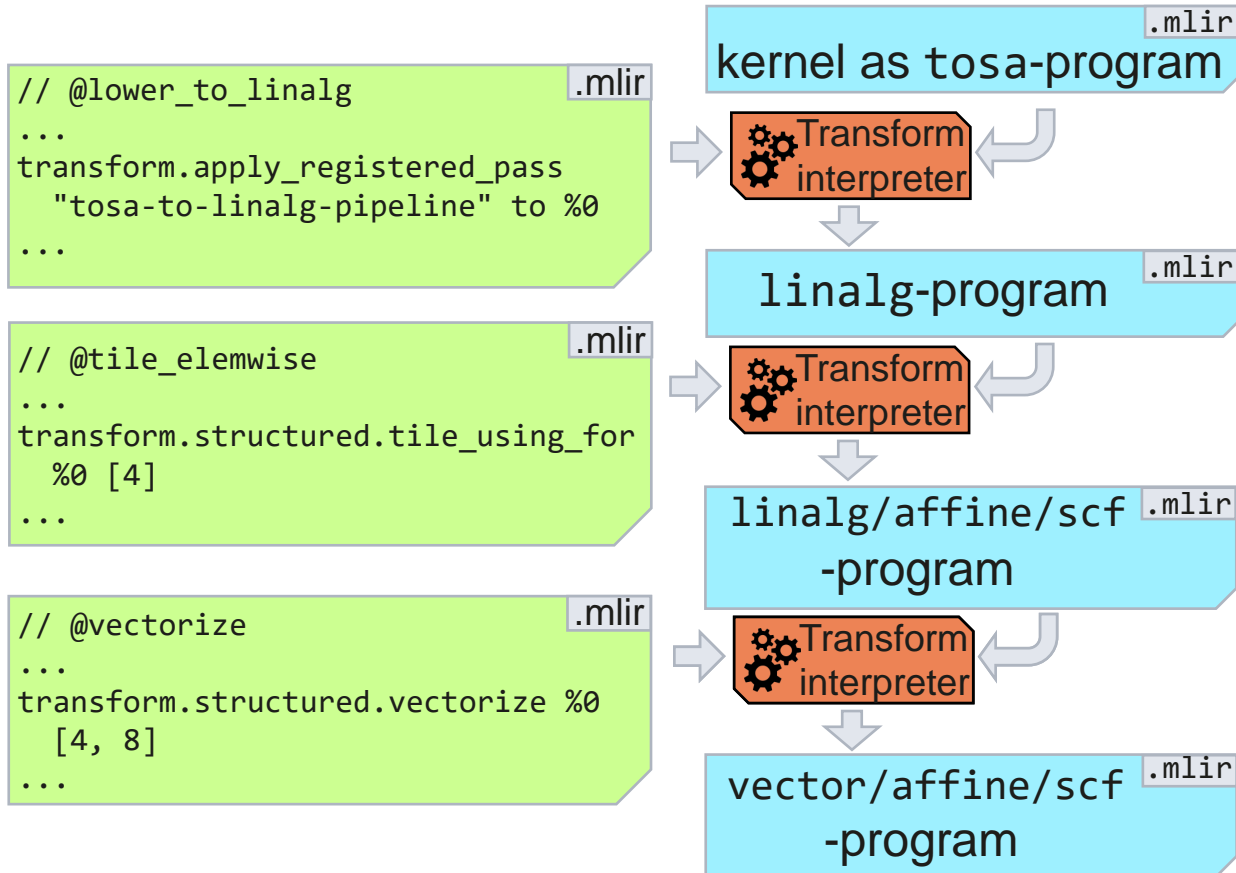 .mlir
// @lower_to_linalg
...
transform.apply_registered_pass
"tosa-to-linalg-pipeline" to %0
...
.mlir
// @tile_elemwise
...
transform.structured.tile_using_for
%0 [4]
...
.mlir
// @vectorize
...
transform.structured.vectorize %0
[4, 8]
...
.mlir
kernel as tosa-program
Transform
interpreter
.mlir
linalg-program
Transform
interpreter
.mlir
linalg/affine/scf
-program
Transform
interpreter
.mlir
vector/affine/scf
-program